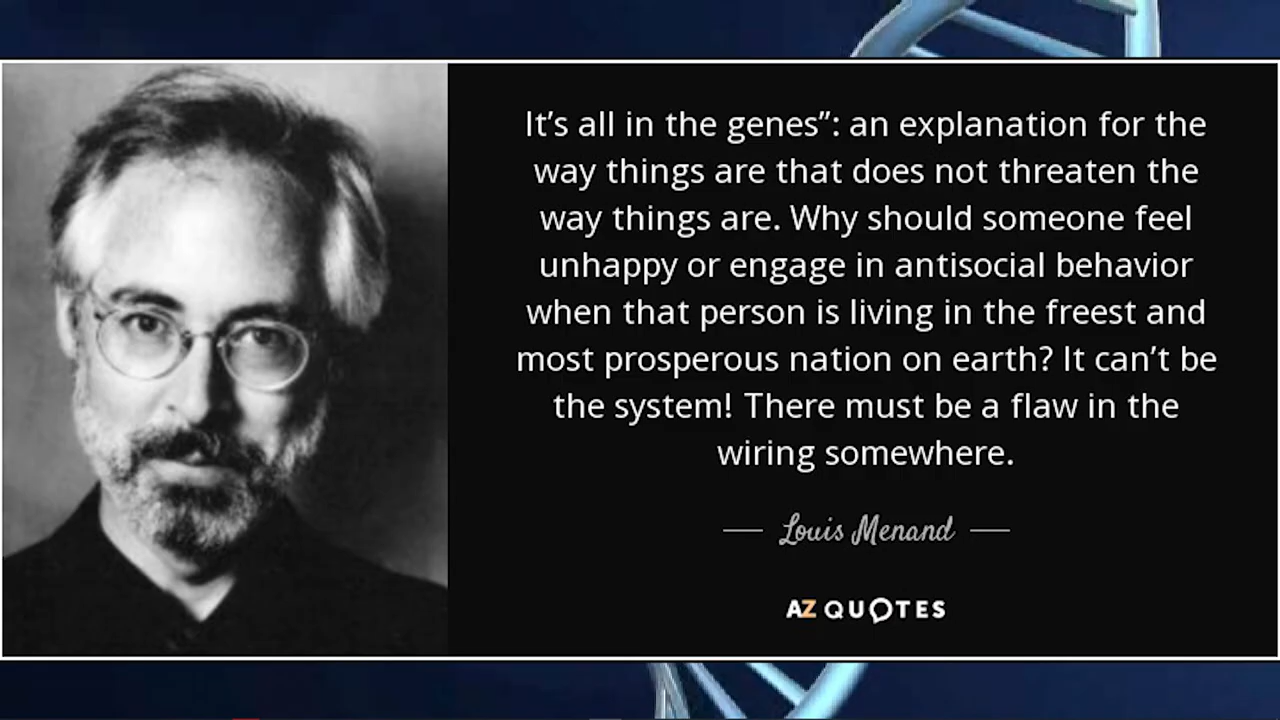 It’s all in the genes”: an explanation for the
way things are that does not threaten the
way things are. Why should someone feel
unhappy or engage in antisocial behavior
when that person is living in the freest and
most prosperous nation on earth? It can’t be
the system! There must be a flaw in the
wiring somewhere.
Louis Menand
AZ QUOTES